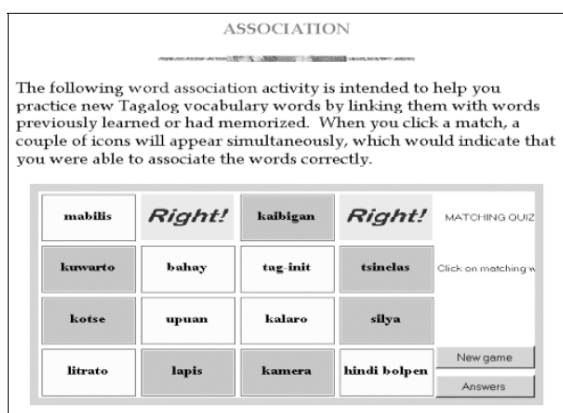 ASSOCIATION
The following word association activity is intended to help you
practice new Tagalog vocabulary words by linking them with words
previously learned or had memorized. When you click a match, a
couple of icons will appear simultaneously, which would indicate that
you were able to associate the words correctly.
mabilis Right! kaibigan Right! MATCHING QUIZ
kuwarto bahay tag-init tsinelas Click on matching w
kotse upuan kalaro silya
litrato lapis kamera hindi bolpen
New game
Answers